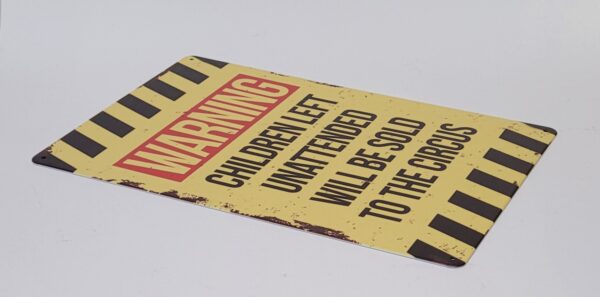 WARNING
CHILDREN LEFT
UNATTENDED
WILL BE SOLD
TO THE CIRCUS